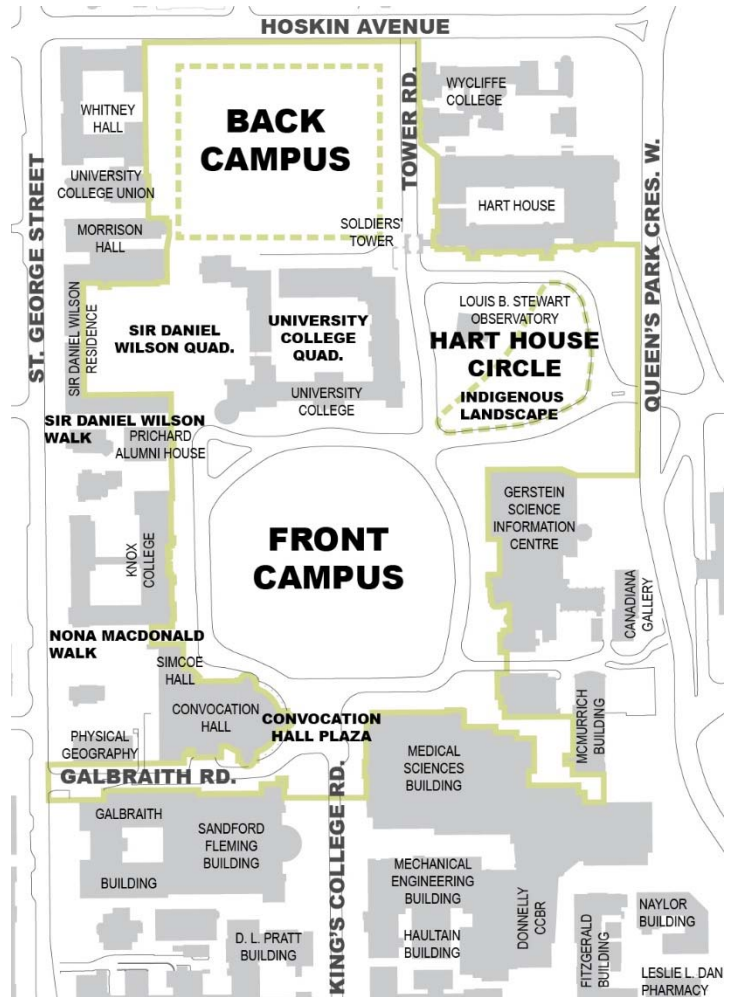 HOSKIN AVENUE
WHITNEY
HALL
BACK
CAMPUS
TOWER RD.
WYCLIFFE
COLLEGE
UNIVERSITY
COLLEGE UNION
HART HOUSE
QUEEN'S PARK CRES. W.
ST. GEORGE STREET
MORRISON
HALL
SOLDIERS'
TOWER
SIR DANIEL WILSON
RESIDENCE
SIR DANIEL
WILSON QUAD.
UNIVERSITY
COLLEGE
QUAD.
LOUIS B. STEWART
OBSERVATORY
HART HOUSE
CIRCLE
INDIGENOUS
LANDSCAPE
UNIVERSITY
COLLEGE
SIR DANIEL WILSON
WALK
PRICHARD
ALUMNI HOUSE
GERSTEIN
SCIENCE
INFORMATION
CENTRE
FRONT
CAMPUS
KNOX
COLLEGE
CANADIANA
GALLERY
NONA MACDONALD
WALK
SIMCOE
HALL
CONVOCATION
HALL
CONVOCATION
HALL PLAZA
PHYSICAL
GEOGRAPHY
MEDICAL
SCIENCES
BUILDING
MCMURRICH
BUILDING
GALBRAITH RD.
GALBRAITH
BUILDING
SANDFORD
FLEMING
BUILDING
KING'S COLLEGE RD.
MECHANICAL
ENGINEERING
BUILDING
HAULTAIN
BUILDING
DONNELLY
CCBR
FITZGERALD
BUILDING
NAYLOR
BUILDING
D. L. PRATT
BUILDING
LESLIE L. DAN
PHARMACY